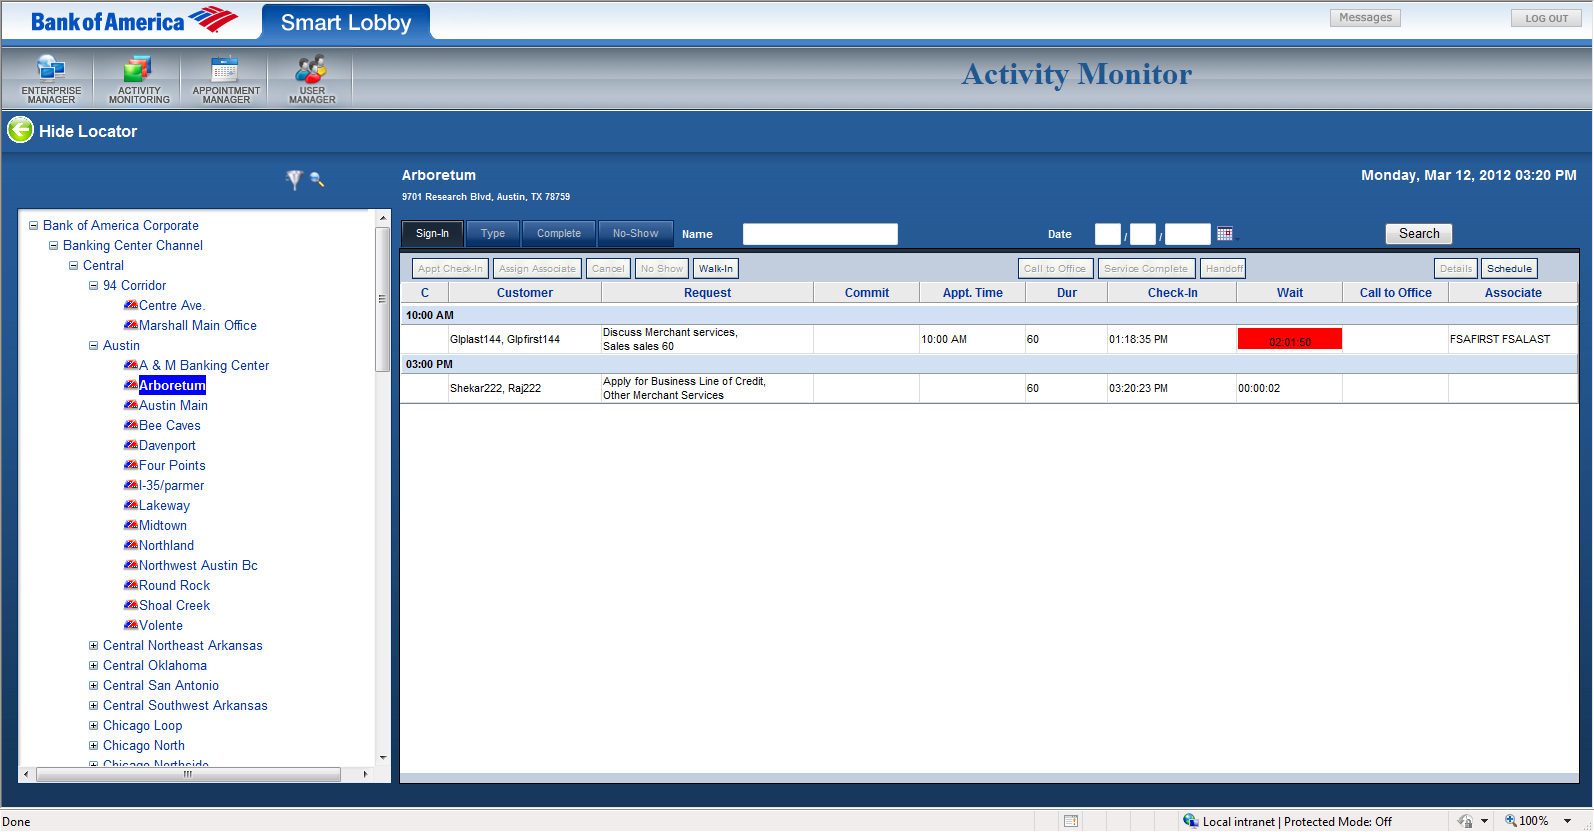 Bank of America
Smart Lobby
Messages
LOG OUT
ENTERPRISE
MANAGER
ACTIVITY
MONITORING
APPOINTMENT
MANAGER
USER
MANAGER
Activity Monitor
Hide Locator
Arboretum
Monday, Mar 12, 2012 03:20 PM
9701 Research Blvd, Austin, TX 78759
Bank of America Corporate
Banking Center Channel
Central
94 Corridor
Centre Ave.
Marshall Main Office
Austin
A & M Banking Center
Arboretum
Austin Main
Bee Caves
Davenport
Four Points
I-35/parmer
Lakeway
Midtown
Northland
Northwest Austin Bc
Round Rock
Shoal Creek
Volente
Central Northeast Arkansas
Central Oklahoma
Central San Antonio
Central Southwest Arkansas
Chicago Loop
Chicago North
Chicago Northside
Sign-In Type Complete No-Show Name Date / / Search
Appt Check-In Assign Associate Cancel No Show Walk-In Call to Office Service Complete Handoff Details Schedule
C Customer Request Commit Appt. Time Dur Check-In Wait Call to Office Associate
10:00 AM
Glplast144, Glpfirst144 Discuss Merchant services, 10:00 AM 60 01:18:35 PM 02:01:50 FSAFIRST FSALAST
Sales sales 60
03:00 PM
Shekar222, Raj222 Apply for Business Line of Credit, 60 03:20:23 PM 00:00:02
Other Merchant Services
Done
Local intranet | Protected Mode: Off
100%